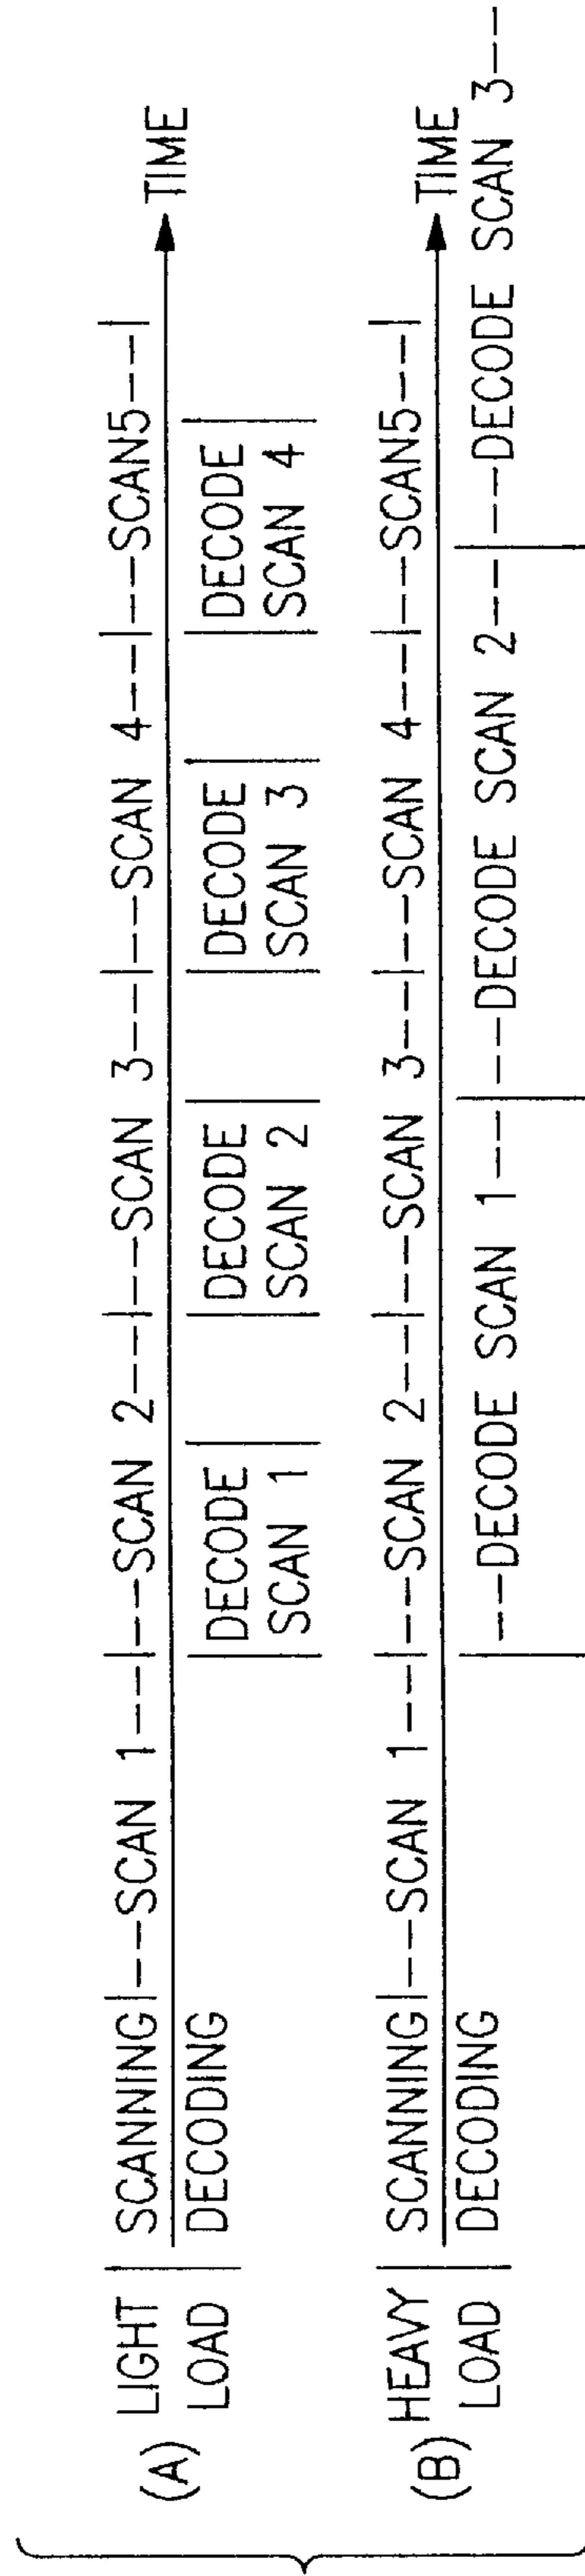 (A) LIGHT LOAD
SCANNING|---SCAN 1---|---SCAN 2---|---SCAN 3---|---SCAN 4---|---SCAN5---|
TIME
DECODING
DECODE SCAN 1
DECODE SCAN 2
DECODE SCAN 3
DECODE SCAN 4
(B) HEAVY LOAD
SCANNING|---SCAN 1---|---SCAN 2---|---SCAN 3---|---SCAN 4---|---SCAN5---|
TIME
DECODING
---DECODE SCAN 1---|---DECODE SCAN 2---|---DECODE SCAN 3---